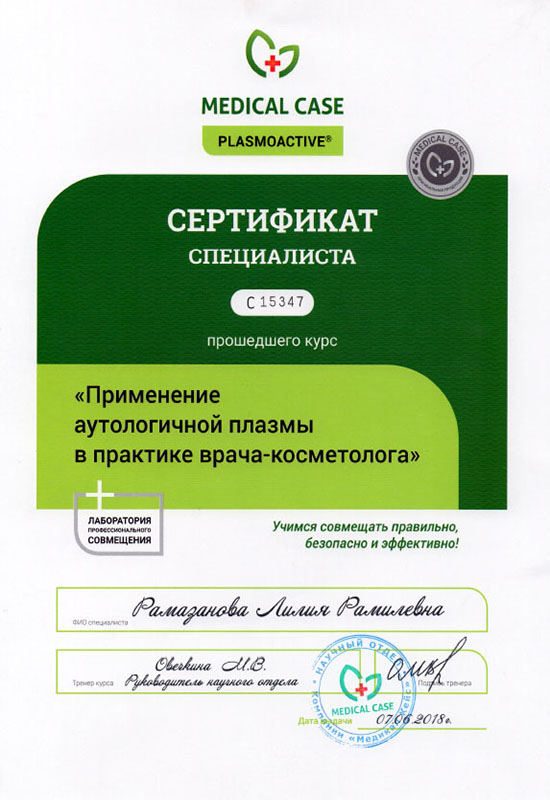 MEDICAL CASE
PLASMOACTIVE®
MEDICAL CASE
СЕРТИФИКАТ
СПЕЦИАЛИСТА
С 15347
прошедшего курс
«Применение
аутологичной плазмы
в практике врача-косметолога»
ЛАБОРАТОРИЯ
ПРОФЕССИОНАЛЬНОГО
СОВМЕЩЕНИЯ
Учимся совмещать правильно,
безопасно и эффективно!
Рамазанова Лилия Рамилевна
ФИО специалиста
Овечкина М.В.
Тренер курса Руководитель научного отдела
Подпись тренера
НАУЧНЫЙ ОТДЕЛ
MEDICAL CASE
Компании «Медикал Кейс»
Дата выдачи 07.06.2018г.